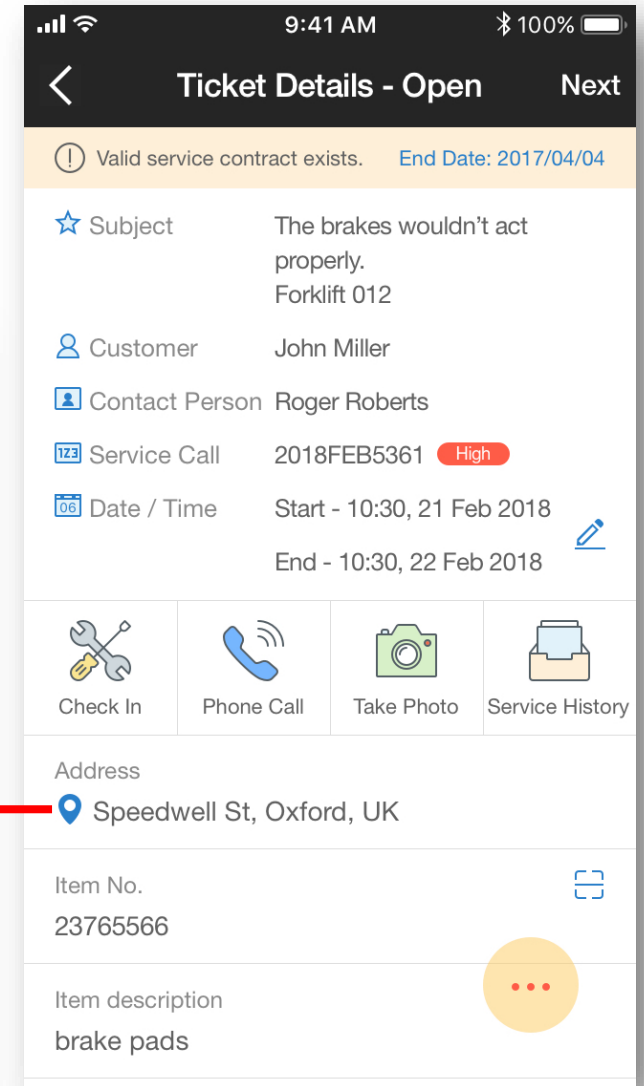 9:41 AM
100%
Ticket Details - Open
Next
Valid service contract exists.
End Date: 2017/04/04
Subject
The brakes wouldn’t act
properly.
Forklift 012
Customer
John Miller
Contact Person
Roger Roberts
123
Service Call
2018FEB5361
High
06
Date / Time
Start - 10:30, 21 Feb 2018
End - 10:30, 22 Feb 2018
Check In
Phone Call
Take Photo
Service History
Address
Speedwell St, Oxford, UK
Item No.
23765566
Item description
brake pads